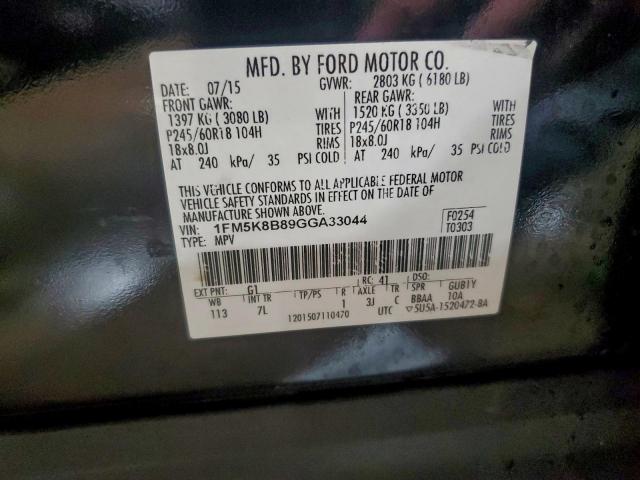 MFD. BY FORD MOTOR CO.
DATE: 07/15 GVWR: 2803 KG ( 6180 LB)
FRONT GAWR: REAR GAWR:
1397 KG ( 3080 LB) WITH 1520 KG ( 3350 LB) WITH
P245/60R18 104H TIRES P245/60R18 104H TIRES
18x8.0J RIMS 18x8.0J RIMS
AT 240 kPa/ 35 PSI COLD AT 240 kPa/ 35 PSI COLD
THIS VEHICLE CONFORMS TO ALL APPLICABLE FEDERAL MOTOR
VEHICLE SAFETY STANDARDS IN EFFECT ON THE DATE OF
MANUFACTURE SHOWN ABOVE.
VIN: 1FM5K8B89GGA33044 F0254
TYPE: MPV T0303
EXT PNT: G1 RC: 41 DSO:
WB INT TR TP/PS R AXLE TR SPR GUB1Y
113 7L 1 3J C BBAA 10A
1201507110470 UTC ▽5U5A-1520472-BA